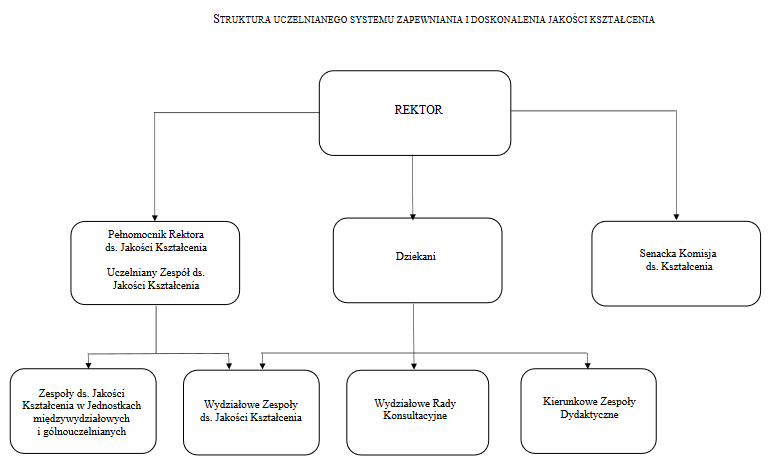 STRUKTURA UCZELNIANEGO SYSTEMU ZAPEWNIANIA I DOSKONALENIA JAKOŚCI KSZTAŁCENIA
REKTOR
Pełnomocnik Rektora
ds. Jakości Kształcenia
Uczelniany Zespół ds.
Jakości Kształcenia
Dziekani
Senacka Komisja
ds. Kształcenia
Zespoły ds. Jakości
Kształcenia w Jednostkach
międzywydziałowych
i gólnouczelnianych
Wydziałowe Zespoły
ds. Jakości Kształcenia
Wydziałowe Rady
Konsultacyjne
Kierunkowe Zespoły
Dydaktyczne